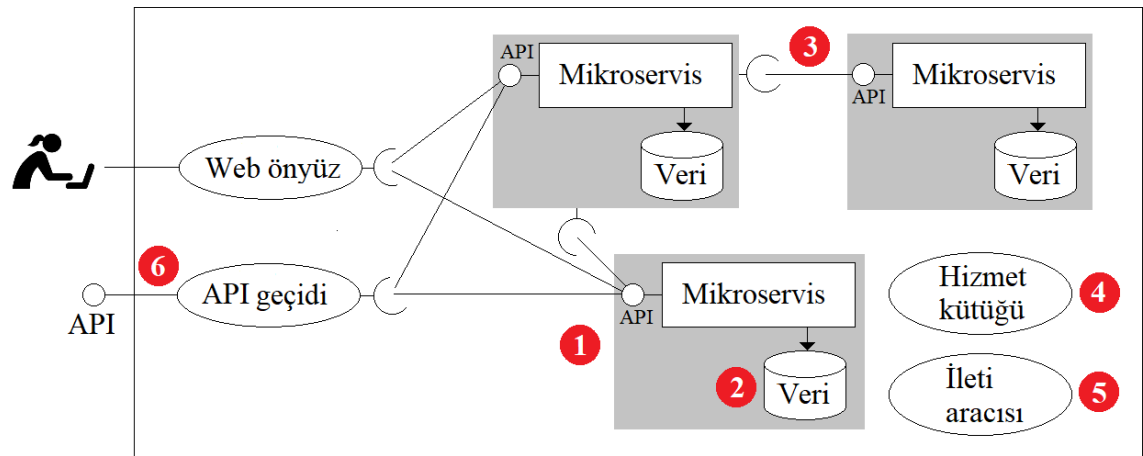 API
Mikroservis
Veri
3
API
Mikroservis
Veri
Web önyüz
6
API geçidi
API
1
API
Mikroservis
2
Veri
Hizmet
kütüğü
4
İleti
aracısı
5